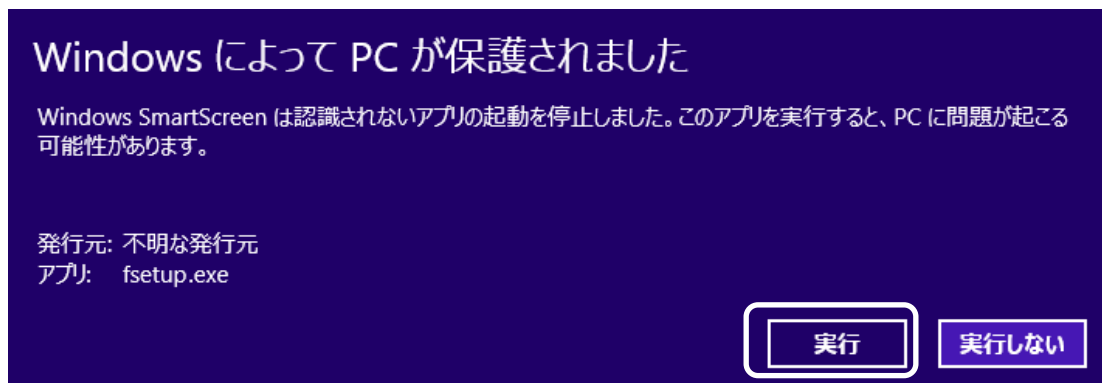 Windows によって PC が保護されました
Windows SmartScreen は認識されないアプリの起動を停止しました。このアプリを実行すると、PC に問題が起こる
可能性があります。
発行元: 不明な発行元
アプリ: fsetup.exe
実行 実行しない